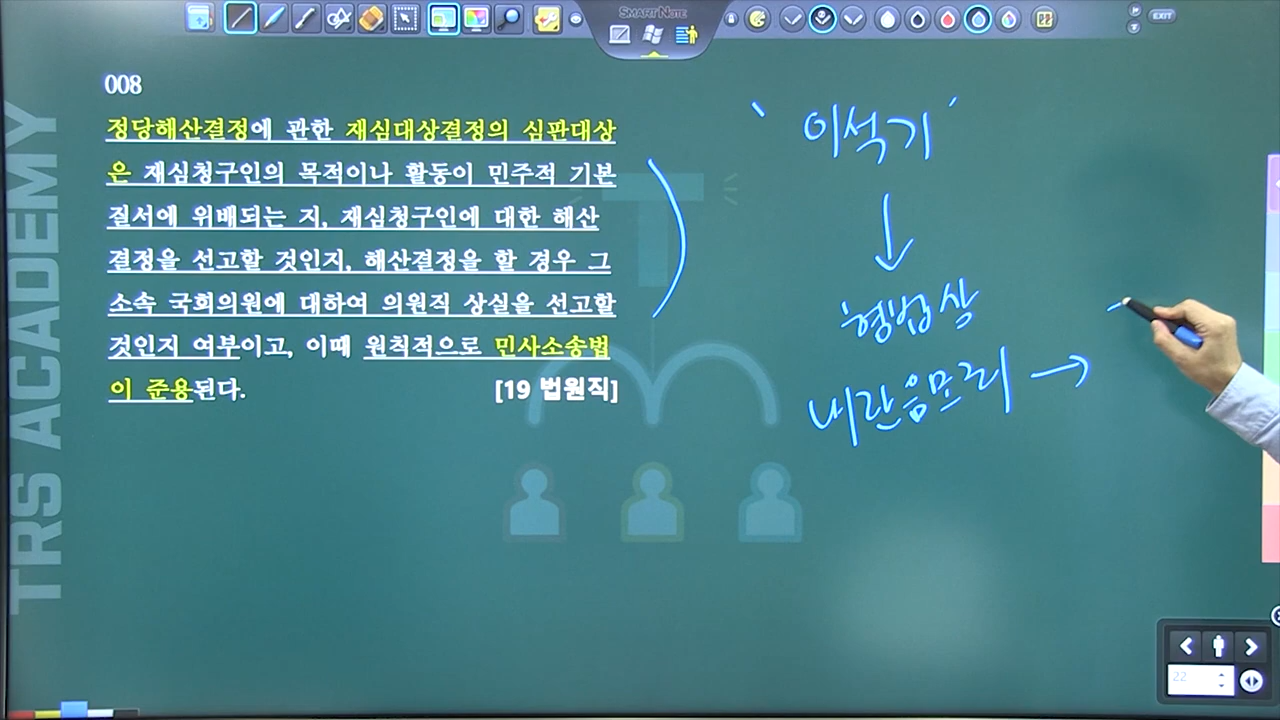 SMART NOTE
EXIT
008
정당해산결정에 관한 재심대상결정의 심판대상
은 재심청구인의 목적이나 활동이 민주적 기본
질서에 위배되는 지, 재심청구인에 대한 해산
결정을 선고할 것인지, 해산결정을 할 경우 그
소속 국회의원에 대하여 의원직 상실을 선고할
것인지 여부이고, 이때 원칙적으로 민사소송법
이 준용된다. [19 법원직]
'이석기'
↓
형법상
내란음모죄 →
TRS ACADEMY
22